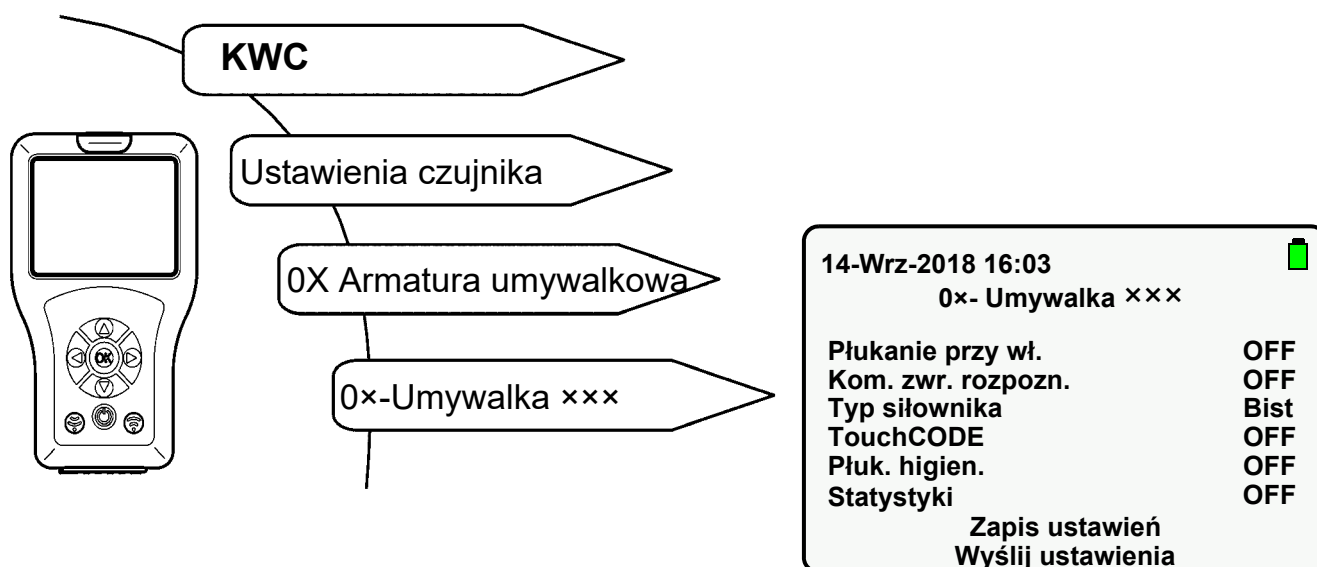 KWC
Ustawienia czujnika
0X Armatura umywalkowa
0×-Umywalka ×××
OK
14-Wrz-2018 16:03
0×- Umywalka ×××
Płukanie przy wł. OFF
Kom. zwr. rozpozn. OFF
Typ siłownika Bist
TouchCODE OFF
Płuk. higien. OFF
Statystyki OFF
Zapis ustawień
Wyślij ustawienia